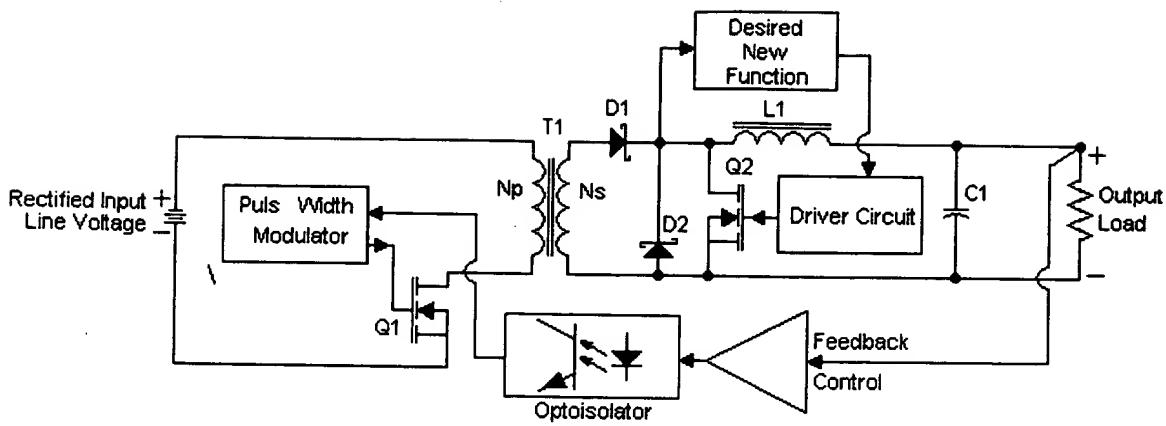 Desired
New
Function
D1
L1
T1
Q2
Np
Ns
D2
Driver Circuit
C1
+
Output
Load
−
Rectified Input
Line Voltage
+
−
Puls Width
Modulator
Q1
Optoisolator
Feedback
Control